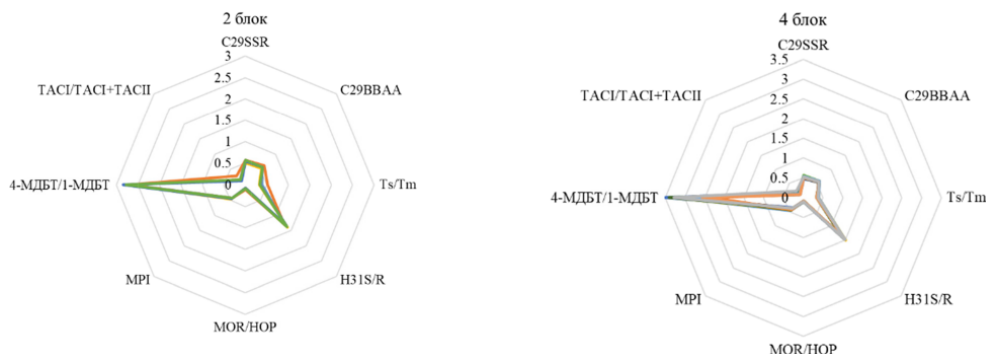 2 блок
C29SSR
3
2.5
2
1.5
1
0.5
0
C29BBAA
Ts/Tm
H31S/R
MOR/HOP
MPI
4-МДБТ/1-МДБТ
TACI/TACI+TACII
4 блок
C29SSR
3.5
3
2.5
2
1.5
1
0.5
0
C29BBAA
Ts/Tm
H31S/R
MOR/HOP
MPI
4-МДБТ/1-МДБТ
TACI/TACI+TACII